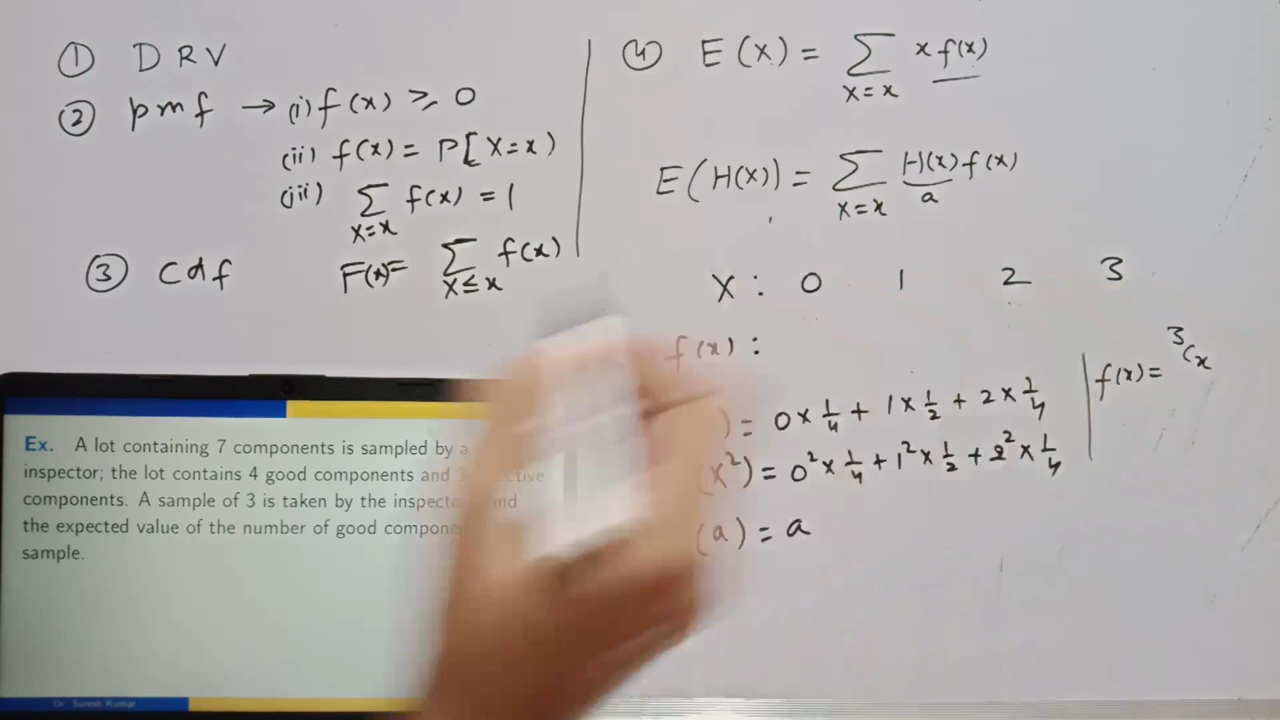 ① DRV
② pmf → (i) f(x) ≥ 0
(ii) f(x) = P[X=x)
(iii) ∑ f(x) = 1
X=x
③ cdf F(x) = ∑ f(x)
X≤x
④ E(X) = ∑ x f(x)
X=x
E(H(X)) = ∑ H(x) f(x)
X=x a
X : 0 1 2 3
f(x) :
) = 0×1/4 + 1×1/2 + 2×1/4
(x²) = 0²×1/4 + 1²×1/2 + 2²×1/4
(a) = a
f(x) = ³Cx
Ex. A lot containing 7 components is sampled by a
inspector; the lot contains 4 good components and
components. A sample of 3 is taken by the
the expected value of the number of good
sample.
Dr. Suresh Kumar